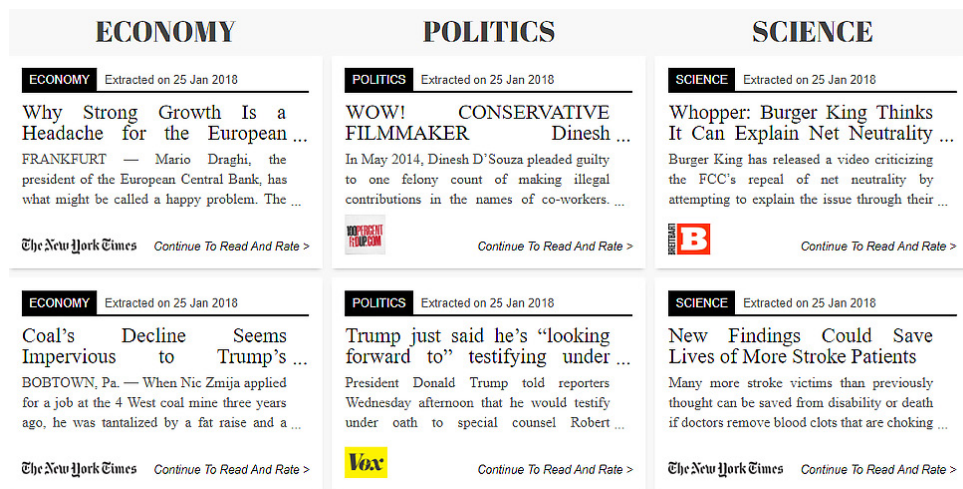 ECONOMY
POLITICS
SCIENCE
ECONOMY Extracted on 25 Jan 2018
Why Strong Growth Is a
Headache for the European ...
FRANKFURT — Mario Draghi, the
president of the European Central Bank, has
what might be called a happy problem. The ...
The New York Times Continue To Read And Rate >
POLITICS Extracted on 25 Jan 2018
WOW! CONSERVATIVE
FILMMAKER Dinesh ...
In May 2014, Dinesh D’Souza pleaded guilty
to one felony count of making illegal
contributions in the names of co-workers. ...
100PERCENT
FEDUP.COM
Continue To Read And Rate >
SCIENCE Extracted on 25 Jan 2018
Whopper: Burger King Thinks
It Can Explain Net Neutrality ...
Burger King has released a video criticizing
the FCC’s repeal of net neutrality by
attempting to explain the issue through their ...
BREITBART B
Continue To Read And Rate >
ECONOMY Extracted on 25 Jan 2018
Coal’s Decline Seems
Impervious to Trump’s ...
BOBTOWN, Pa. — When Nic Zmija applied
for a job at the 4 West coal mine three years
ago, he was tantalized by a fat raise and a ...
The New York Times Continue To Read And Rate >
POLITICS Extracted on 25 Jan 2018
Trump just said he’s “looking
forward to” testifying under ...
President Donald Trump told reporters
Wednesday afternoon that he would testify
under oath to special counsel Robert ...
Vox Continue To Read And Rate >
SCIENCE Extracted on 25 Jan 2018
New Findings Could Save
Lives of More Stroke Patients
Many more stroke victims than previously
thought can be saved from disability or death
if doctors remove blood clots that are choking ...
The New York Times Continue To Read And Rate >